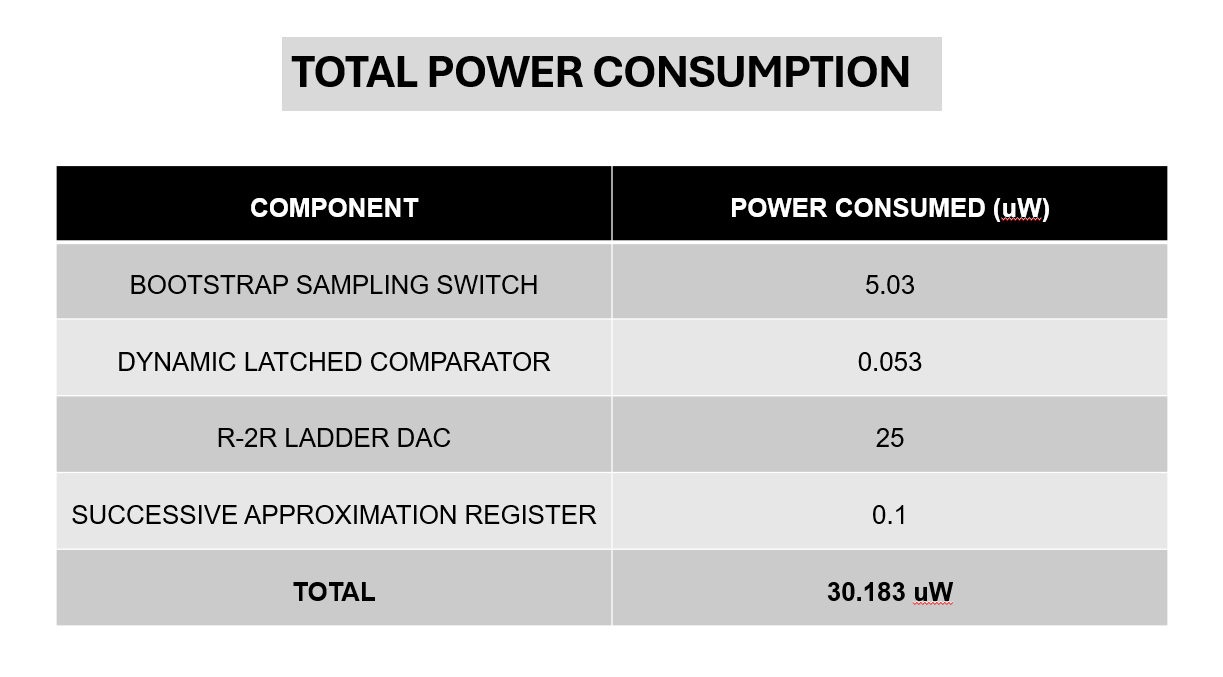 TOTAL POWER CONSUMPTION
COMPONENT POWER CONSUMED (uW)
BOOTSTRAP SAMPLING SWITCH 5.03
DYNAMIC LATCHED COMPARATOR 0.053
R-2R LADDER DAC 25
SUCCESSIVE APPROXIMATION REGISTER 0.1
TOTAL 30.183 uW